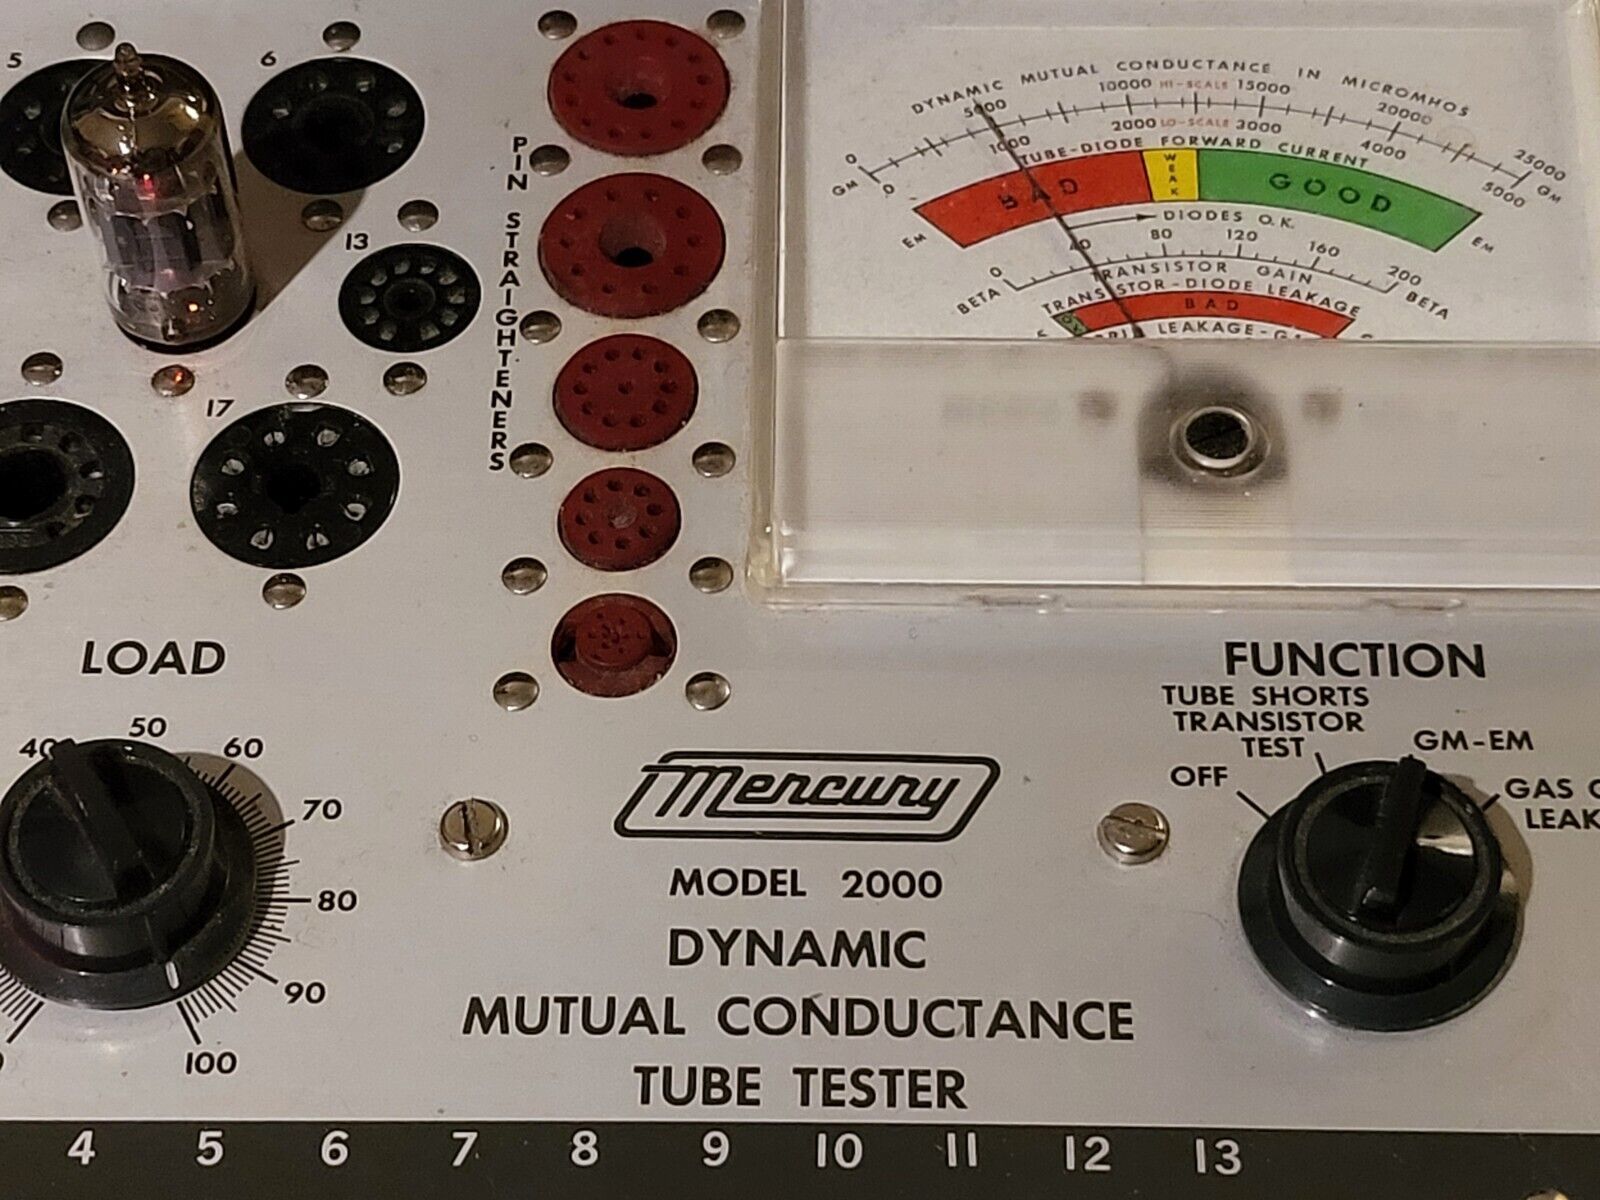 5
6
13
17
PIN STRAIGHTENERS
DYNAMIC MUTUAL CONDUCTANCE IN MICROMHOS
0 5000 10000 HI-SCALE 15000 20000 25000
GM 0 1000 2000 LO-SCALE 3000 4000 5000 GM
TUBE-DIODE FORWARD CURRENT
BAD WEAK GOOD
EM DIODES O.K. EM
0 40 80 120 160 200
BETA TRANSISTOR GAIN BETA
TRANSISTOR-DIODE LEAKAGE
OK BAD
LEAKAGE-G
LOAD
40 50 60 70 80 90 100
FUNCTION
TUBE SHORTS
TRANSISTOR
TEST
OFF
GM-EM
GAS
LEAK
Mercury
MODEL 2000
DYNAMIC
MUTUAL CONDUCTANCE
TUBE TESTER
4 5 6 7 8 9 10 11 12 13